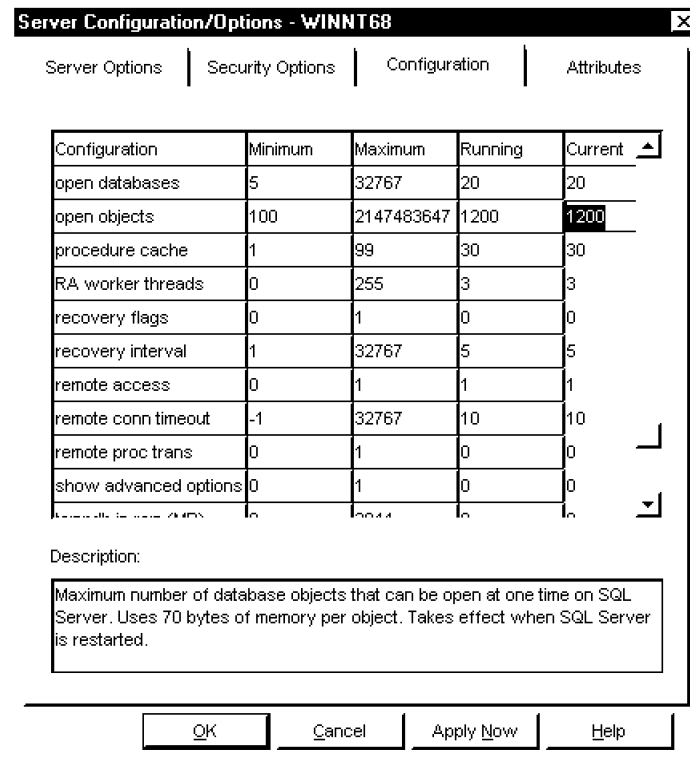 Server Configuration/Options - WINNT68
Server Options Security Options Configuration Attributes
Configuration Minimum Maximum Running Current
open databases 5 32767 20 20
open objects 100 2147483647 1200 1200
procedure cache 1 99 30 30
RA worker threads 0 255 3 3
recovery flags 0 1 0 0
recovery interval 1 32767 5 5
remote access 0 1 1 1
remote conn timeout -1 32767 10 10
remote proc trans 0 1 0 0
show advanced options 0 1 0 0
Description:
Maximum number of database objects that can be open at one time on SQL
Server. Uses 70 bytes of memory per object. Takes effect when SQL Server
is restarted.
OK Cancel Apply Now Help